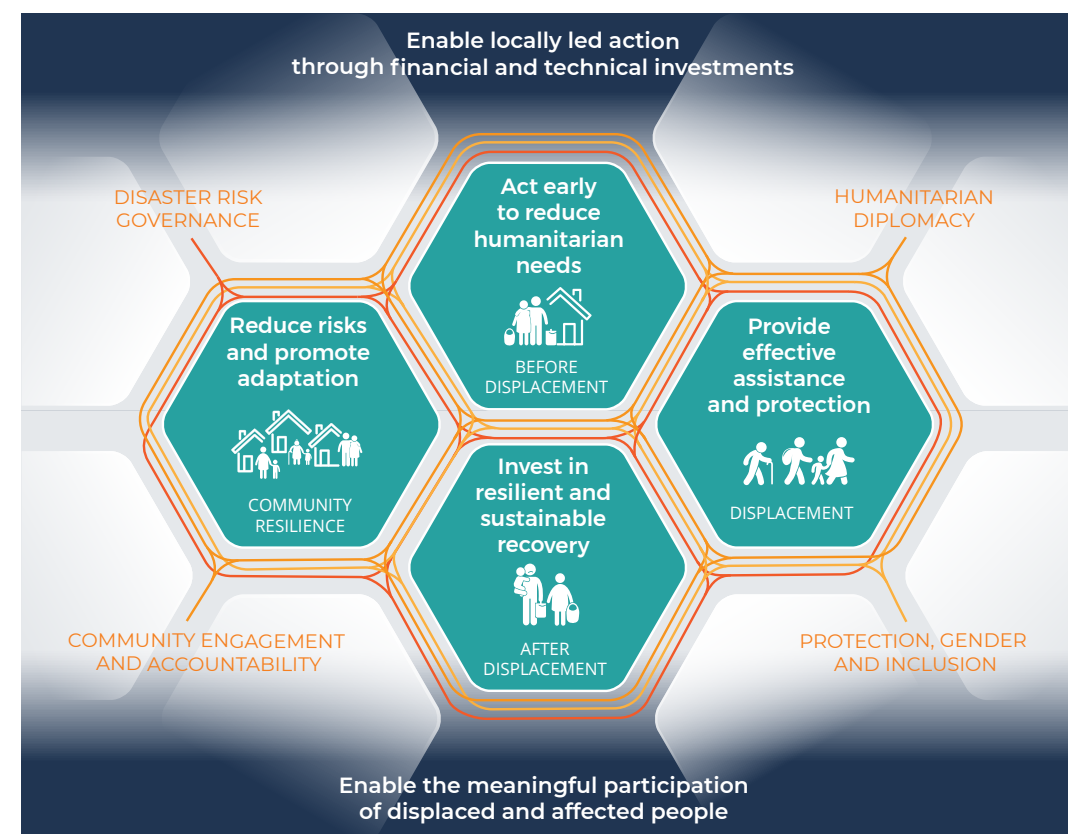 Enable locally led action
through financial and technical investments
DISASTER RISK
GOVERNANCE
HUMANITARIAN
DIPLOMACY
Act early
to reduce
humanitarian
needs
BEFORE
DISPLACEMENT
Reduce risks
and promote
adaptation
COMMUNITY
RESILIENCE
Provide
effective
assistance
and protection
DISPLACEMENT
Invest in
resilient and
sustainable
recovery
AFTER
DISPLACEMENT
COMMUNITY ENGAGEMENT
AND ACCOUNTABILITY
PROTECTION, GENDER
AND INCLUSION
Enable the meaningful participation
of displaced and affected people